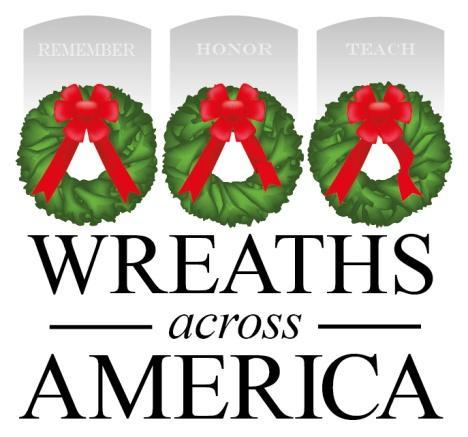 REMEMBER HONOR TEACH
WREATHS
across
AMERICA